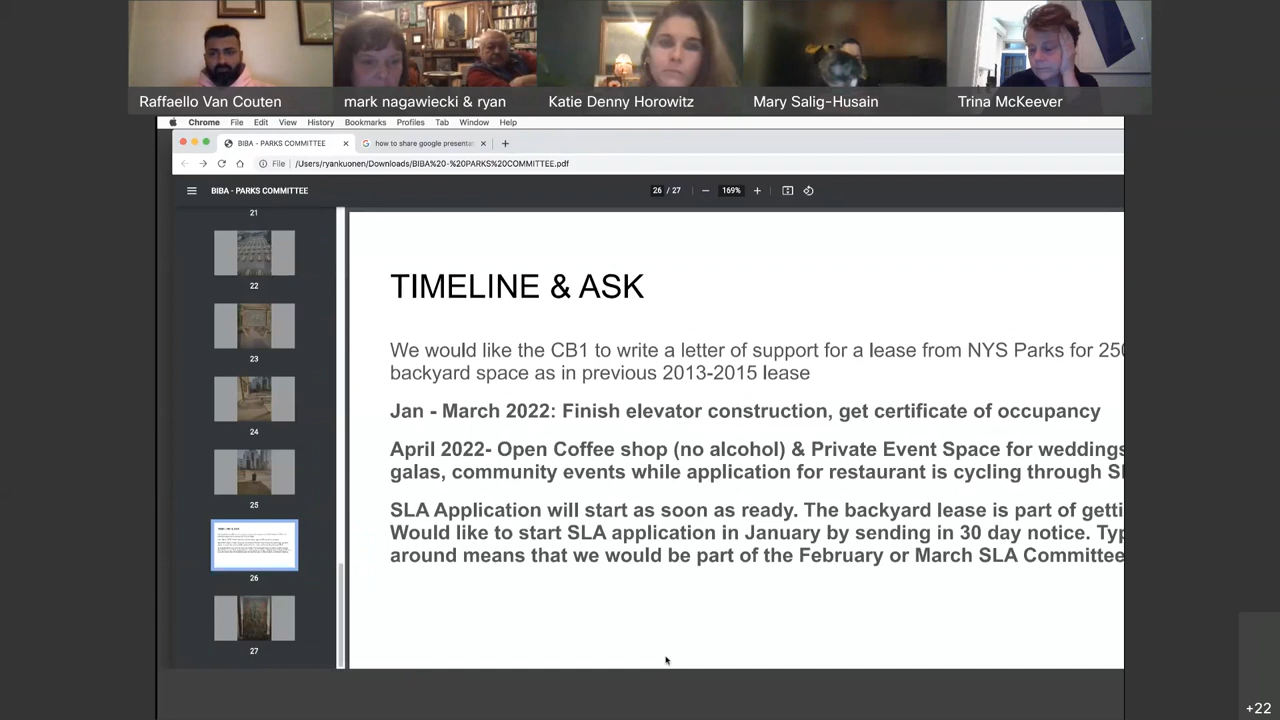 Raffaello Van Couten
mark nagawiecki & ryan
Katie Denny Horowitz
Mary Salig-Husain
Trina McKeever
Chrome File Edit View History Bookmarks Profiles Tab Window Help
BIBA - PARKS COMMITTEE
how to share google presentat
File /Users/ryankuonen/Downloads/BIBA%20-%20PARKS%20COMMITTEE.pdf
BIBA - PARKS COMMITTEE
26 / 27
169%
21
22
23
24
25
26
27
TIMELINE & ASK
We would like the CB1 to write a letter of support for a lease from NYS Parks for 250
backyard space as in previous 2013-2015 lease
Jan - March 2022: Finish elevator construction, get certificate of occupancy
April 2022- Open Coffee shop (no alcohol) & Private Event Space for weddings
galas, community events while application for restaurant is cycling through
SLA Application will start as soon as ready. The backyard lease is part of getti
Would like to start SLA application in January by sending in 30 day notice. Typ
around means that we would be part of the February or March SLA Committee
+22